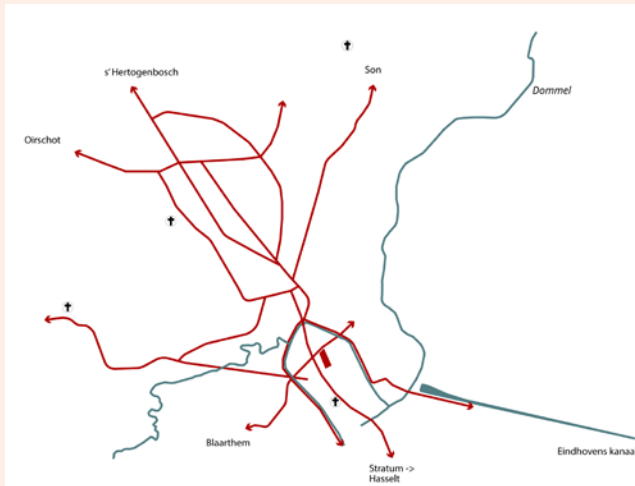 s' Hertogenbosch
Son
Dommel
Oirschot
Blaarthem
Stratum ->
Hasselt
Eindhovens kanaa